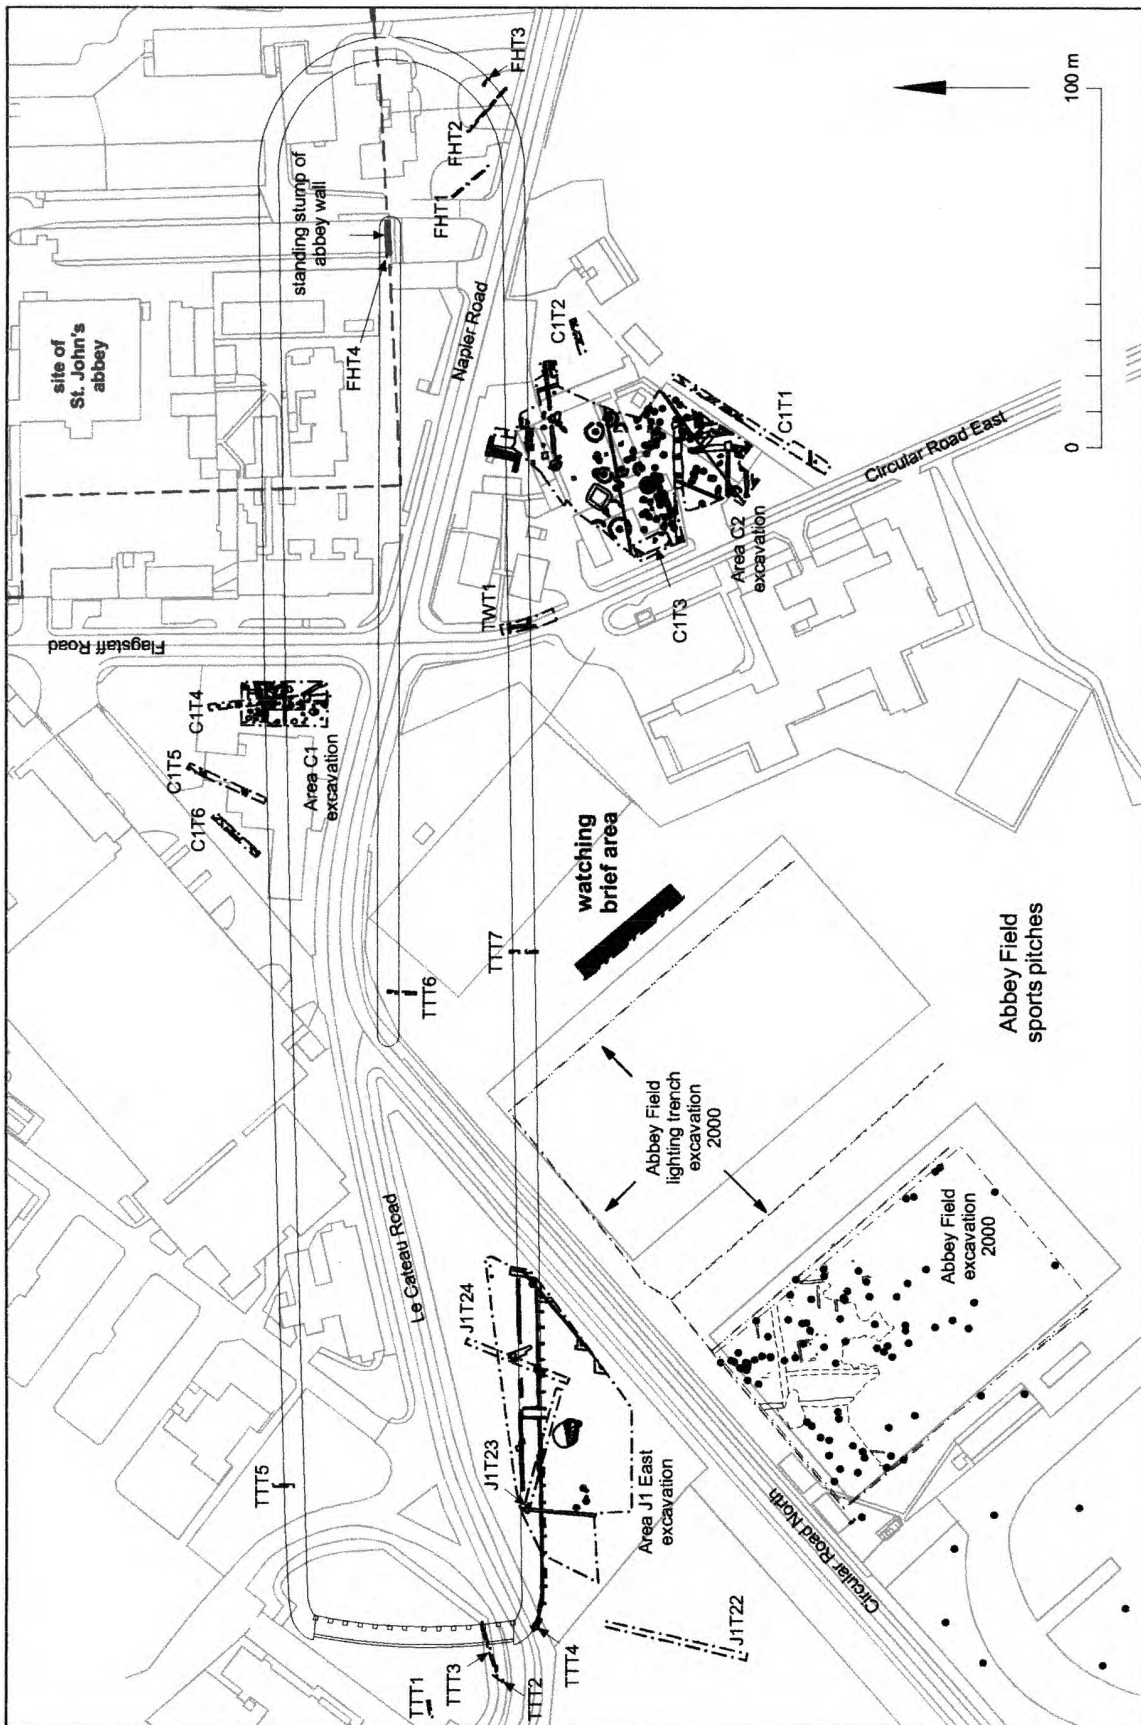 site of
St. John's
abbey
standing stump of
abbey wall
FHT3
FHT2
FHT1
FHT4
Napier Road
Flagstaff Road
C1T4
C1T5
C1T6
Area C1
excavation
C1T2
C1T1
C1T3
TWT1
Area C2
excavation
Circular Road East
100 m
0
TTT7
TTT6
watching
brief area
Abbey Field
sports pitches
Abbey Field
lighting trench
excavation
2000
Abbey Field
excavation
2000
Le Cateau Road
J1T24
J1T23
Area J1 East
excavation
Circular Road North
J1T22
TTT5
TTT1
TTT3
TTT2
TTT4